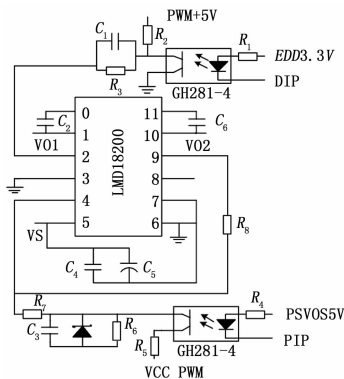 PWM+5V
C1
R2
R1
EDD3.3V
R3
DIP
GH281-4
0
11
C2
C6
1
10
VO1
VO2
2
9
3
8
4
7
5
6
LMD18200
VS
R8
C4
C5
R7
R4
PSVOS5V
C3
R6
PIP
R5
GH281-4
VCC PWM